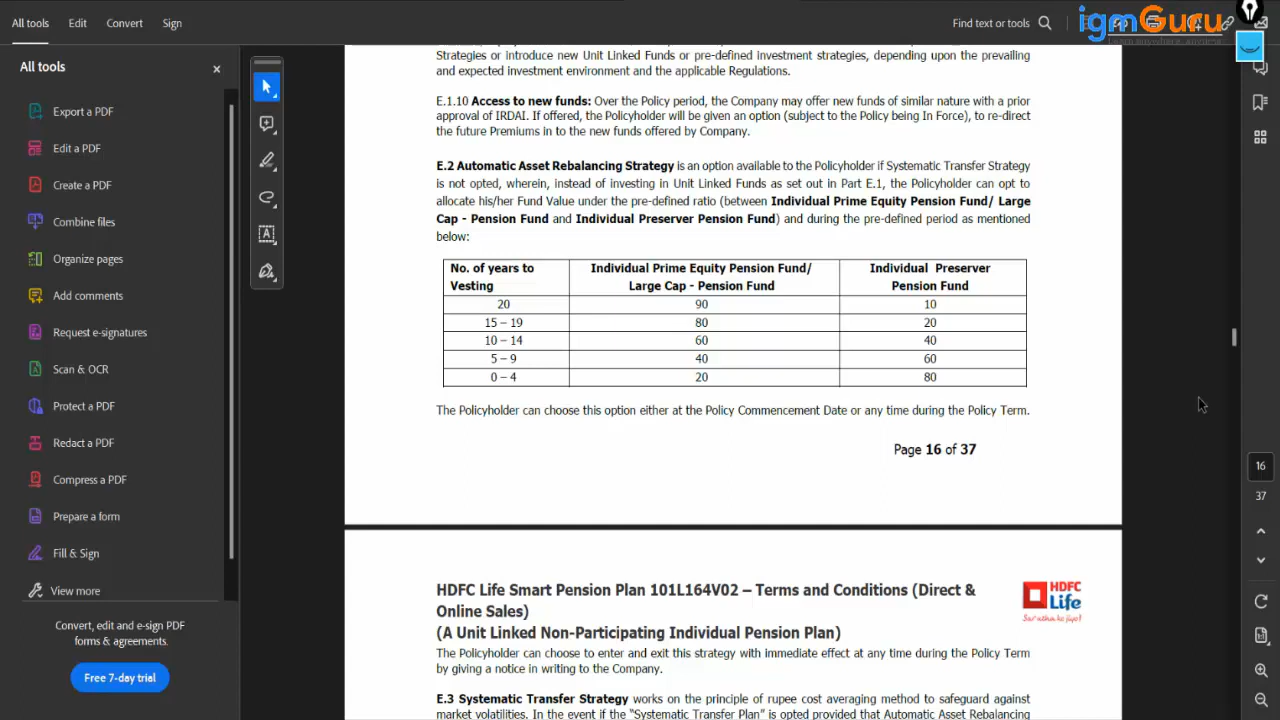 All tools
Edit
Convert
Sign
Find text or tools
igmGuru
All tools
Export a PDF
Edit a PDF
Create a PDF
Combine files
Organize pages
Add comments
Request e-signatures
Scan & OCR
Protect a PDF
Redact a PDF
Compress a PDF
Prepare a form
Fill & Sign
View more
Convert, edit and e-sign PDF
forms & agreements.
Free 7-day trial
Strategies or introduce new Unit Linked Funds or pre-defined investment strategies, depending upon the prevailing
and expected investment environment and the applicable Regulations.
E.1.10 Access to new funds: Over the Policy period, the Company may offer new funds of similar nature with a prior
approval of IRDAI. If offered, the Policyholder will be given an option (subject to the Policy being In Force), to re-direct
the future Premiums in to the new funds offered by Company.
E.2 Automatic Asset Rebalancing Strategy is an option available to the Policyholder if Systematic Transfer Strategy
is not opted, wherein, instead of investing in Unit Linked Funds as set out in Part E.1, the Policyholder can opt to
allocate his/her Fund Value under the pre-defined ratio (between Individual Prime Equity Pension Fund/ Large
Cap - Pension Fund and Individual Preserver Pension Fund) and during the pre-defined period as mentioned
below:
No. of years to Individual Prime Equity Pension Fund/ Individual Preserver
Vesting Large Cap - Pension Fund Pension Fund
20 90 10
15 – 19 80 20
10 – 14 60 40
5 – 9 40 60
0 – 4 20 80
The Policyholder can choose this option either at the Policy Commencement Date or any time during the Policy Term.
Page 16 of 37
HDFC Life Smart Pension Plan 101L164V02 – Terms and Conditions (Direct &
Online Sales)
(A Unit Linked Non-Participating Individual Pension Plan)
HDFC
Life
Sar utha ke jiyo!
The Policyholder can choose to enter and exit this strategy with immediate effect at any time during the Policy Term
by giving a notice in writing to the Company.
E.3 Systematic Transfer Strategy works on the principle of rupee cost averaging method to safeguard against
market volatilities. In the event if the "Systematic Transfer Plan" is opted provided that Automatic Asset Rebalancing
16
37